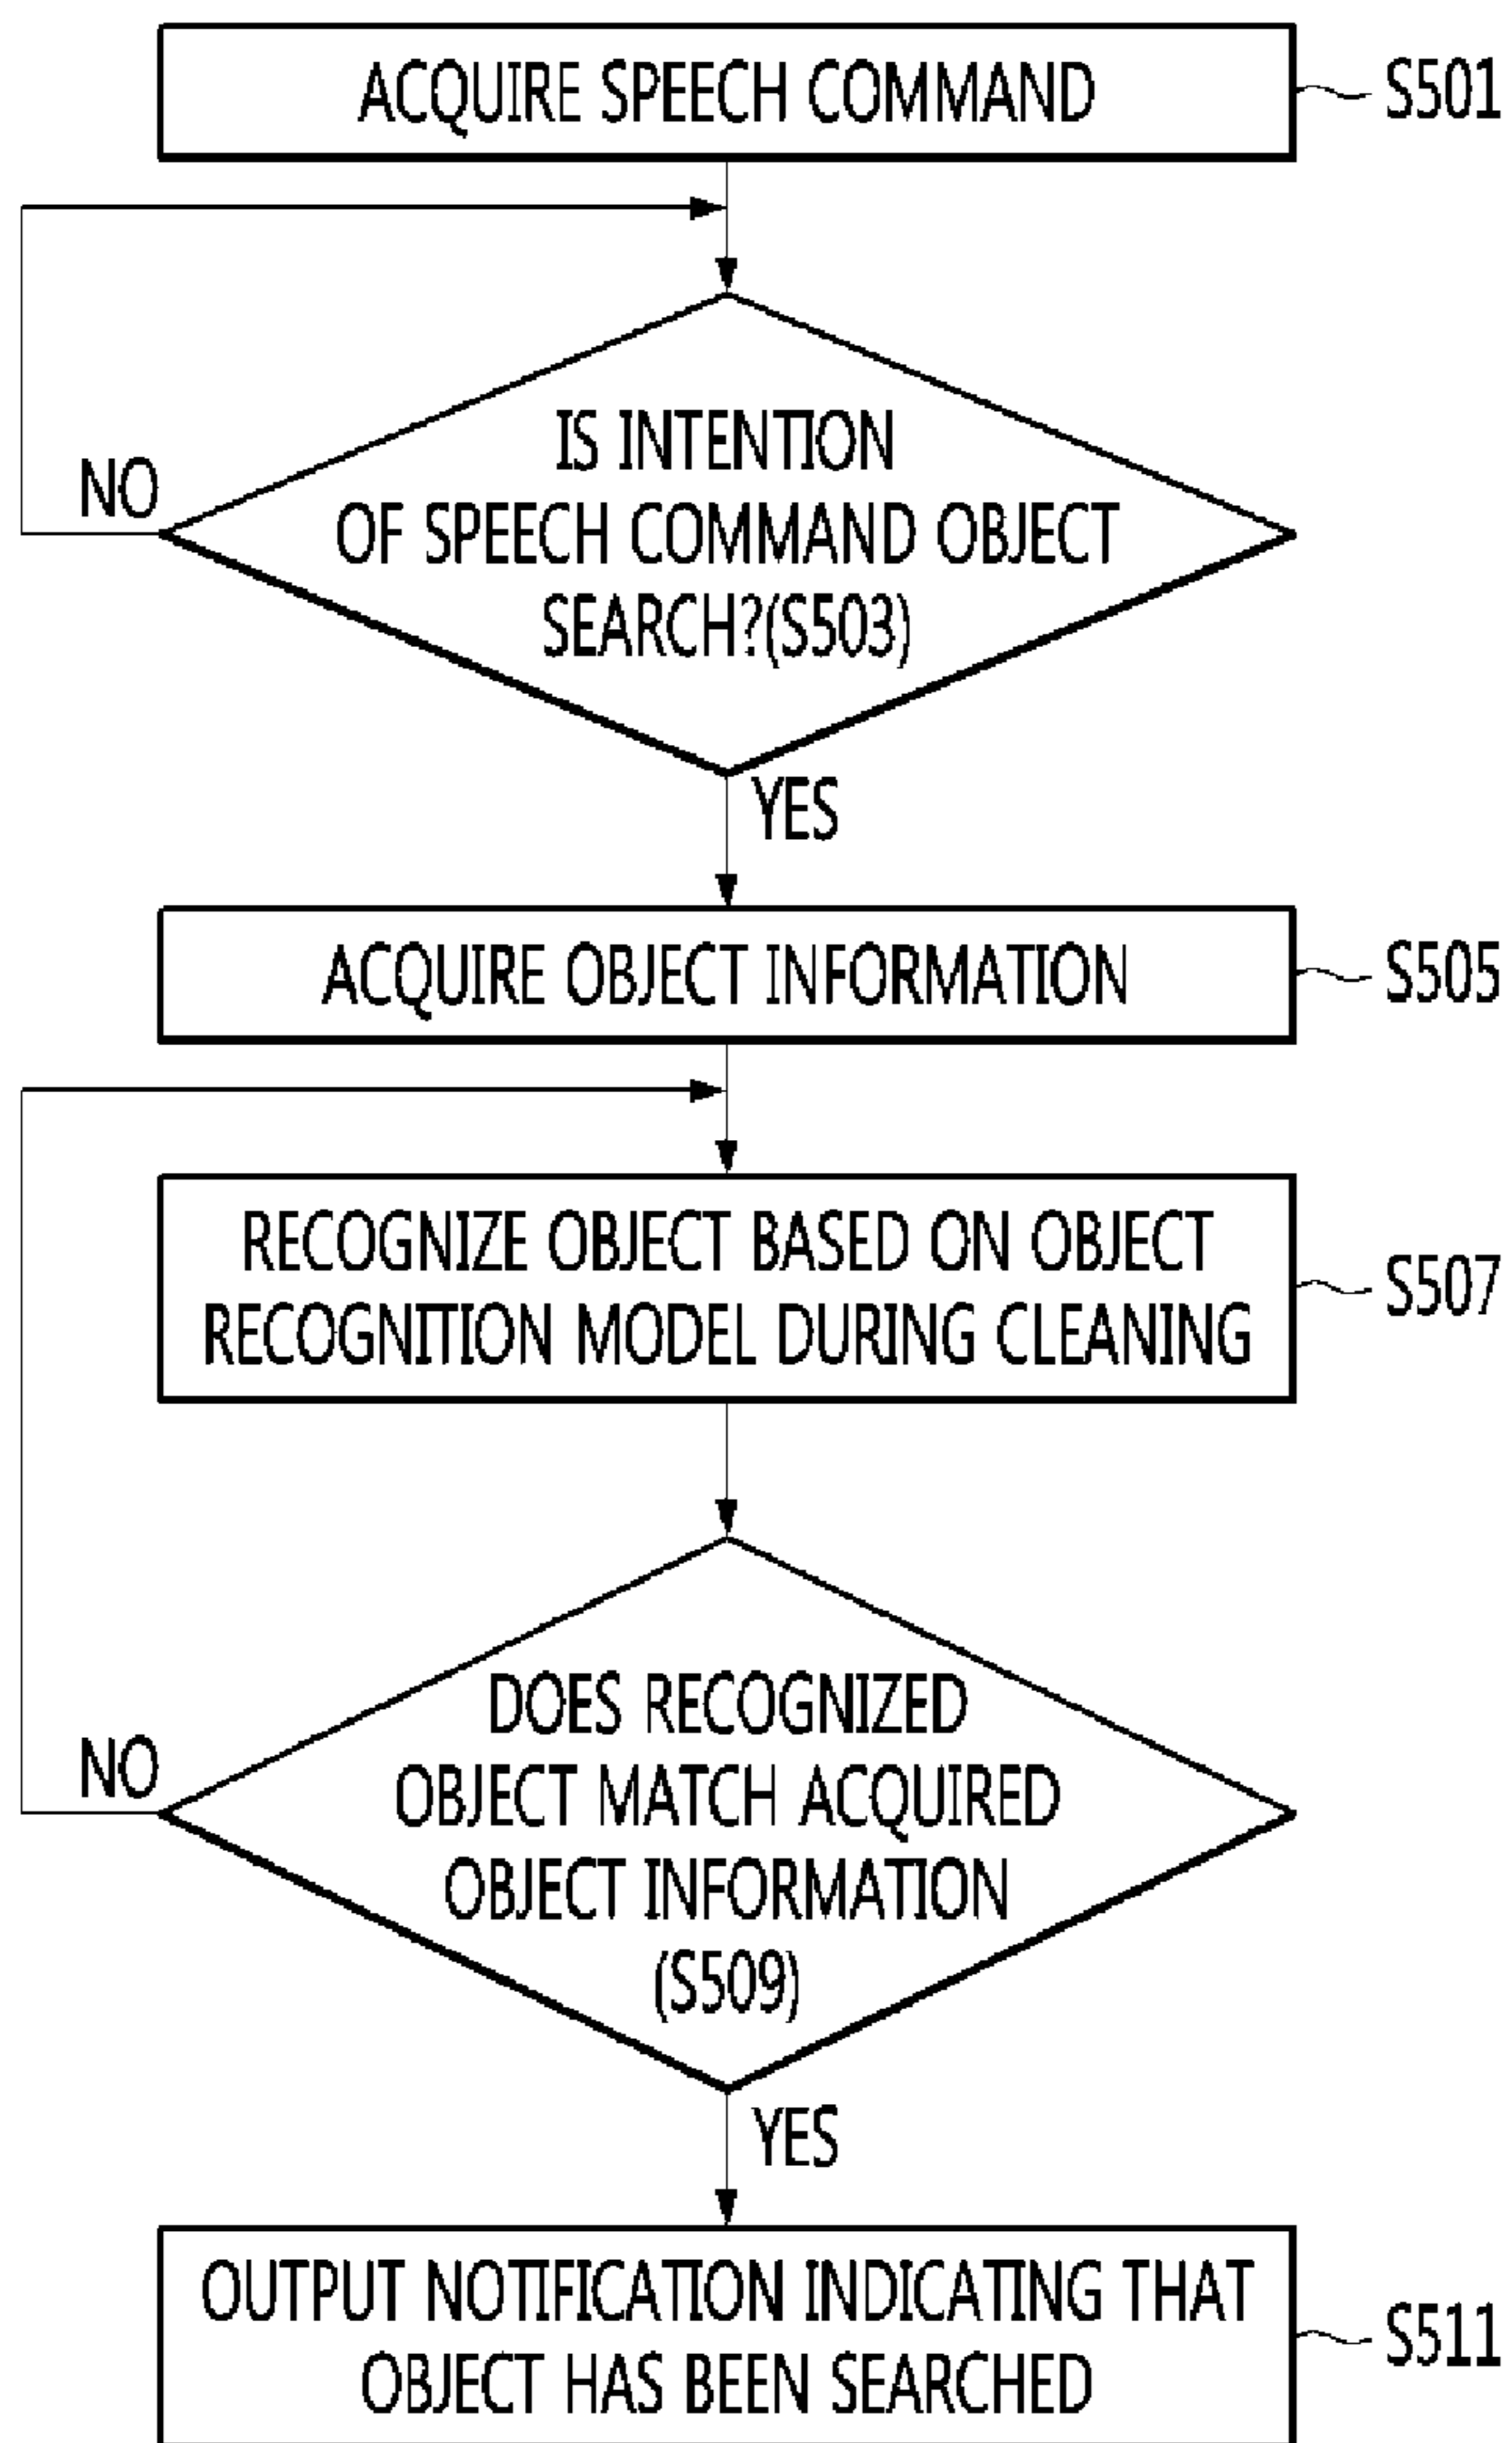 ACQUIRE SPEECH COMMAND
S501
IS INTENTION
OF SPEECH COMMAND OBJECT
SEARCH?(S503)
NO
YES
ACQUIRE OBJECT INFORMATION
S505
RECOGNIZE OBJECT BASED ON OBJECT
RECOGNITION MODEL DURING CLEANING
S507
DOES RECOGNIZED
OBJECT MATCH ACQUIRED
OBJECT INFORMATION
(S509)
NO
YES
OUTPUT NOTIFICATION INDICATING THAT
OBJECT HAS BEEN SEARCHED
S511